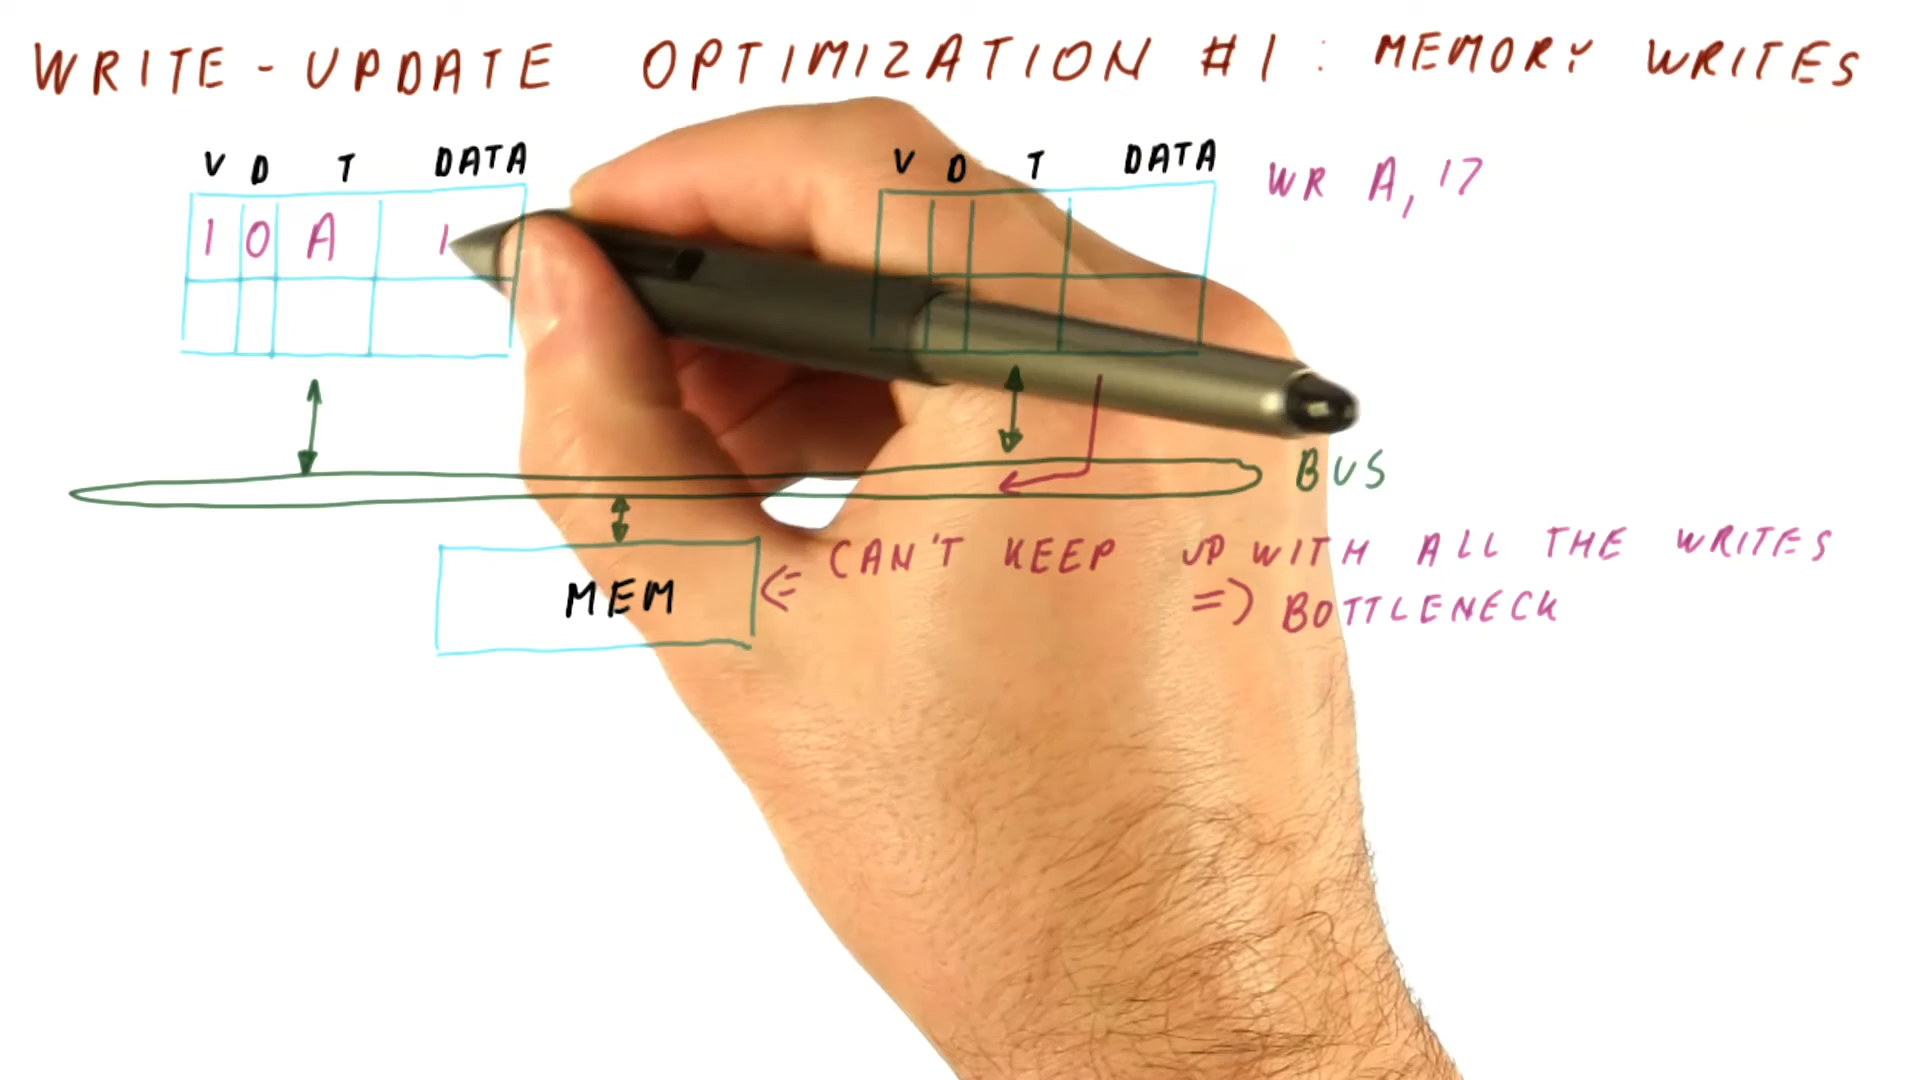 WRITE-UPDATE OPTIMIZATION #1: MEMORY WRITES
V D T DATA
V D T DATA
WR A, 17
1 0 A 1
BUS
MEM
<= CAN'T KEEP UP WITH ALL THE WRITES
=> BOTTLENECK